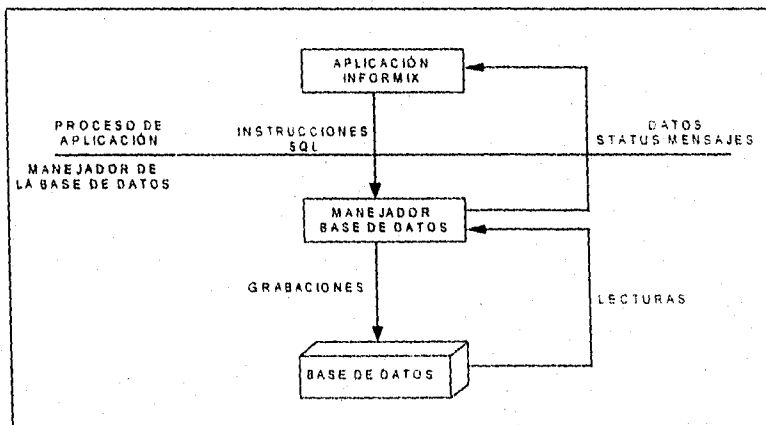 APLICACIÓN
INFORMIX
PROCESO DE
APLICACIÓN
INSTRUCCIONES
SQL
DATOS
STATUS MENSAJES
MANEJADOR DE
LA BASE DE DATOS
MANEJADOR
BASE DE DATOS
GRABACIONES
LECTURAS
BASE DE DATOS